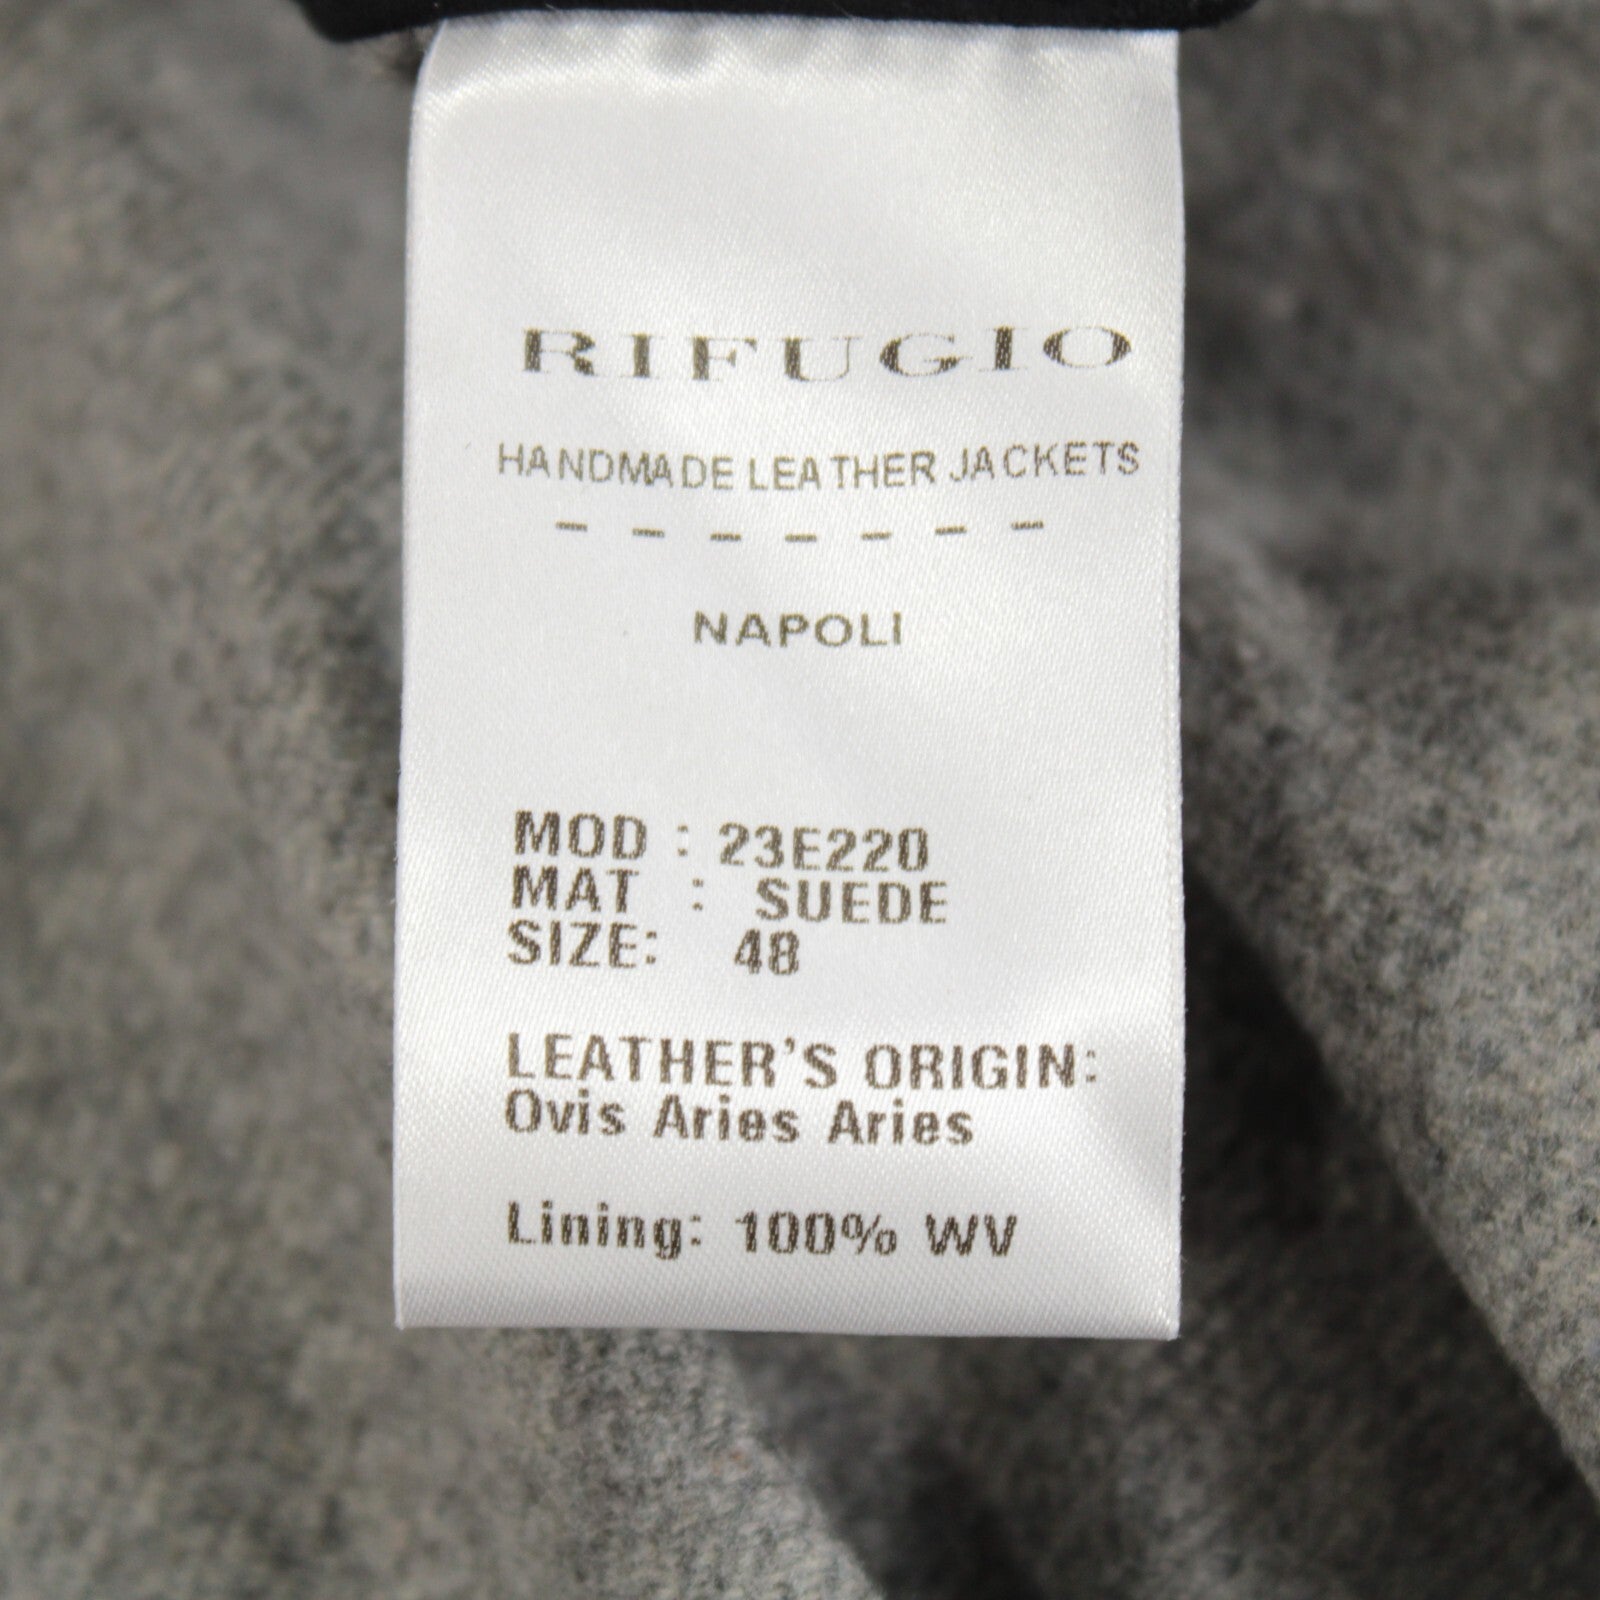 RIFUGIO
HANDMADE LEATHER JACKETS
- - - - - - -
NAPOLI
MOD : 23E220
MAT : SUEDE
SIZE: 48
LEATHER'S ORIGIN:
Ovis Aries Aries
Lining: 100% WV